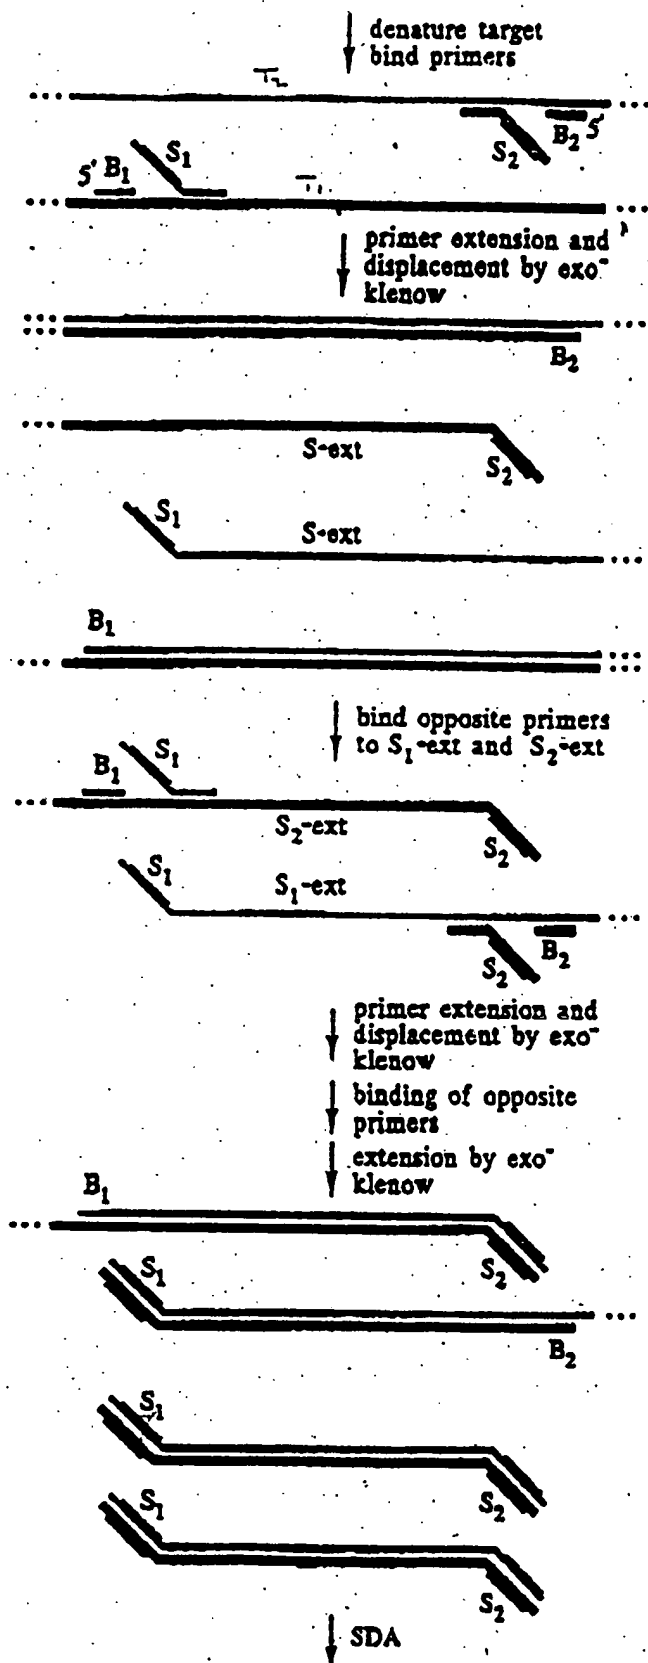 denature target
bind primers
T₂
S₂ B₂ 5'
5' B₁ S₁
T₁
primer extension and
displacement by exo⁻
klenow
B₂
S-ext
S₂
S₁
S-ext
B₁
bind opposite primers
to S₁-ext and S₂-ext
B₁ S₁
S₂-ext
S₂
S₁ S₁-ext
S₂ B₂
primer extension and
displacement by exo⁻
klenow
binding of opposite
primers
extension by exo⁻
klenow
B₁
S₂
S₁
B₂
S₁
S₂
S₁
S₂
SDA